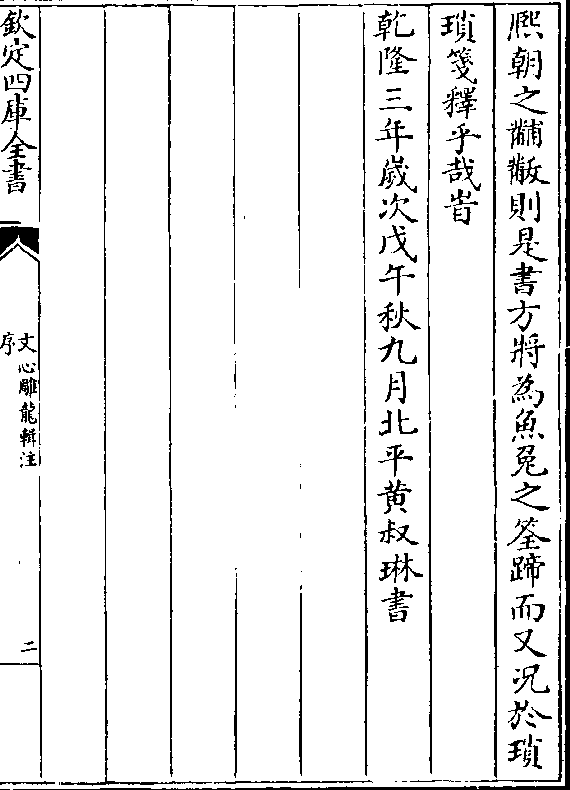 熈朝之黼黻則是書方將為魚兔之筌蹄而又况於瑣
瑣箋釋乎哉旹
乾隆三年歲次戊午秋九月北平黄叔琳書
欽定四庫全書
文心雕龍輯注
序
二